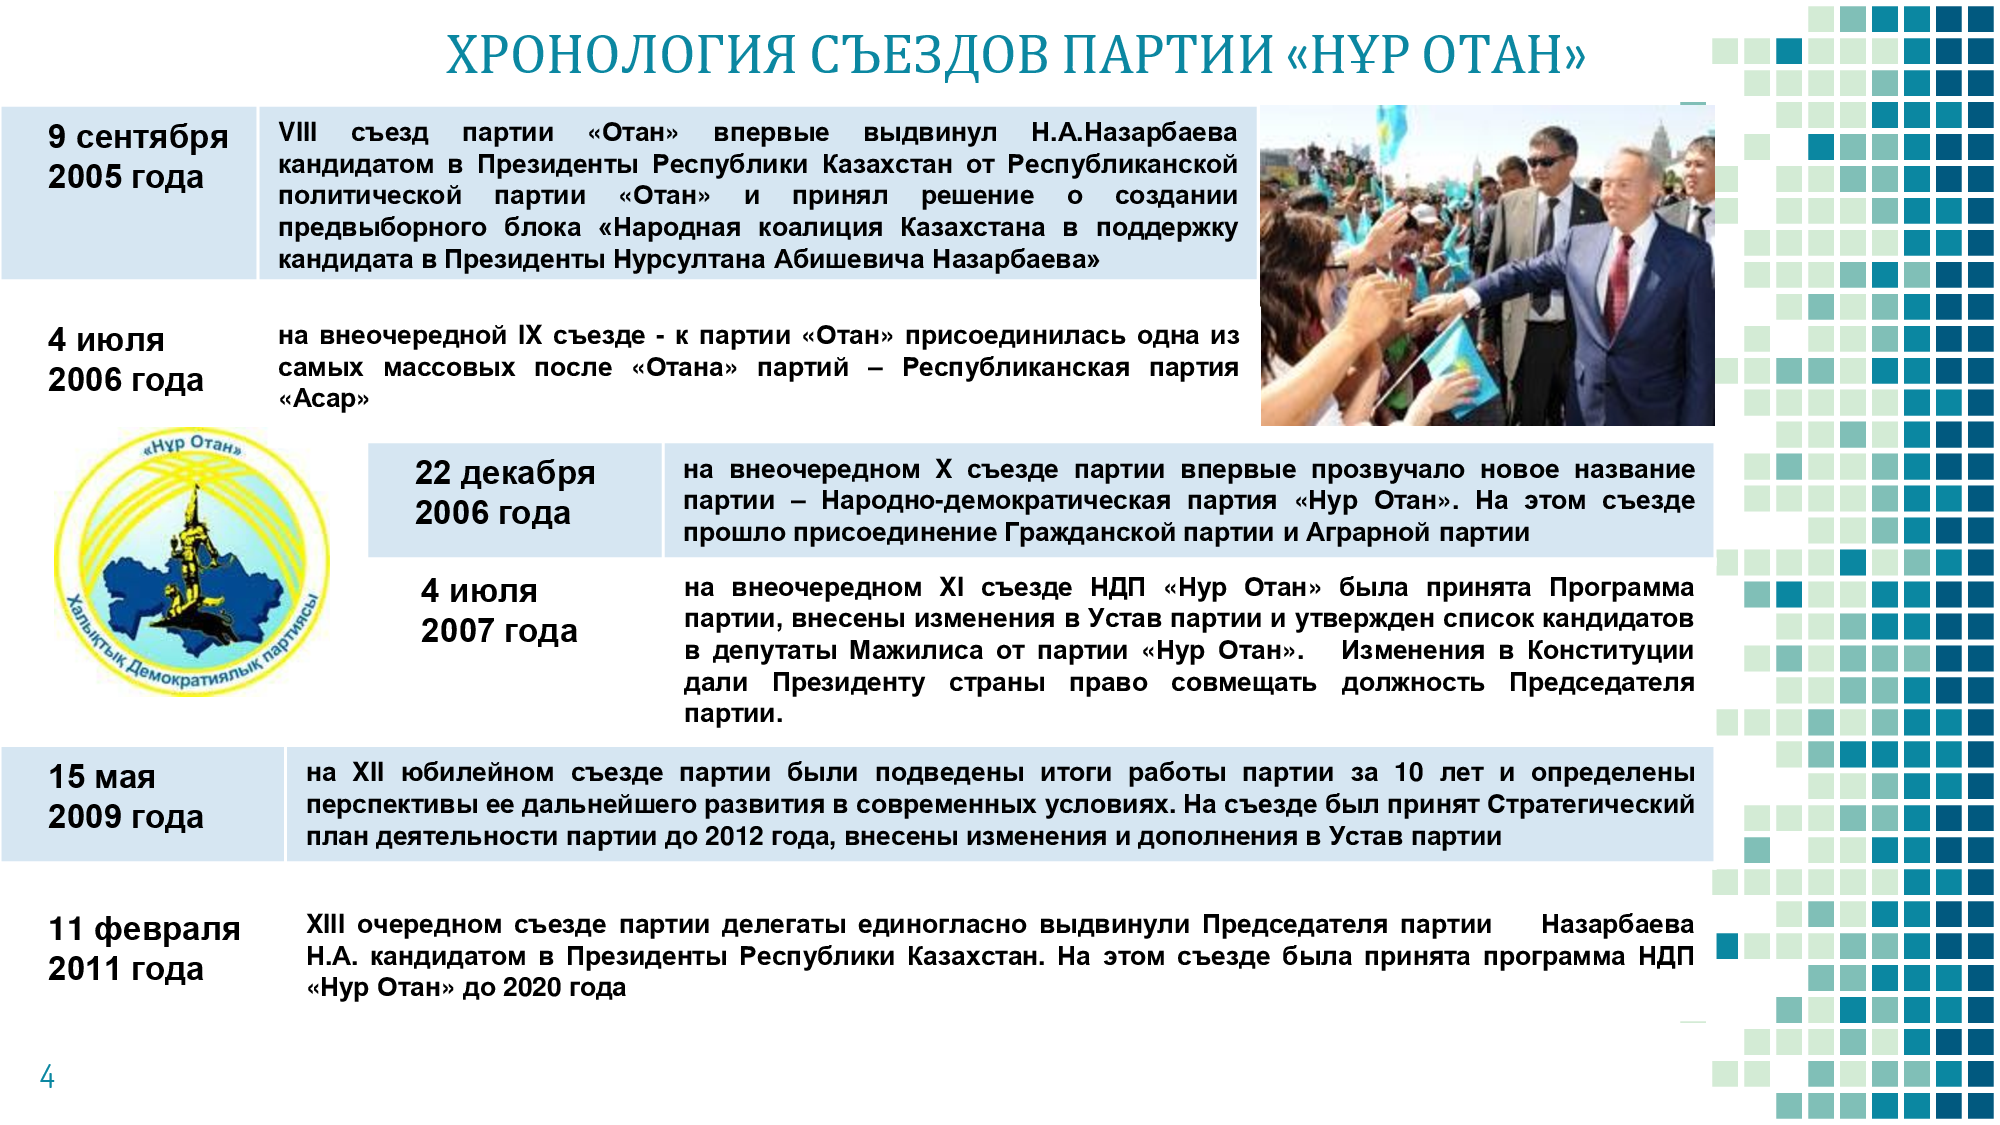 ХРОНОЛОГИЯ СЪЕЗДОВ ПАРТИИ «НҰР ОТАН»
9 сентября
2005 года
VIII съезд партии «Отан» впервые выдвинул Н.А.Назарбаева
кандидатом в Президенты Республики Казахстан от Республиканской
политической партии «Отан» и принял решение о создании
предвыборного блока «Народная коалиция Казахстана в поддержку
кандидата в Президенты Нурсултана Абишевича Назарбаева»
4 июля
2006 года
на внеочередной IX съезде - к партии «Отан» присоединилась одна из
самых массовых после «Отана» партий – Республиканская партия
«Асар»
«Нұр Отан»
Халықтық Демократиялық партиясы
22 декабря
2006 года
на внеочередном X съезде партии впервые прозвучало новое название
партии – Народно-демократическая партия «Нур Отан». На этом съезде
прошло присоединение Гражданской партии и Аграрной партии
4 июля
2007 года
на внеочередном XI съезде НДП «Нур Отан» была принята Программа
партии, внесены изменения в Устав партии и утвержден список кандидатов
в депутаты Мажилиса от партии «Нур Отан». Изменения в Конституции
дали Президенту страны право совмещать должность Председателя
партии.
15 мая
2009 года
на XII юбилейном съезде партии были подведены итоги работы партии за 10 лет и определены
перспективы ее дальнейшего развития в современных условиях. На съезде был принят Стратегический
план деятельности партии до 2012 года, внесены изменения и дополнения в Устав партии
11 февраля
2011 года
XIII очередном съезде партии делегаты единогласно выдвинули Председателя партии Назарбаева
Н.А. кандидатом в Президенты Республики Казахстан. На этом съезде была принята программа НДП
«Нур Отан» до 2020 года
4